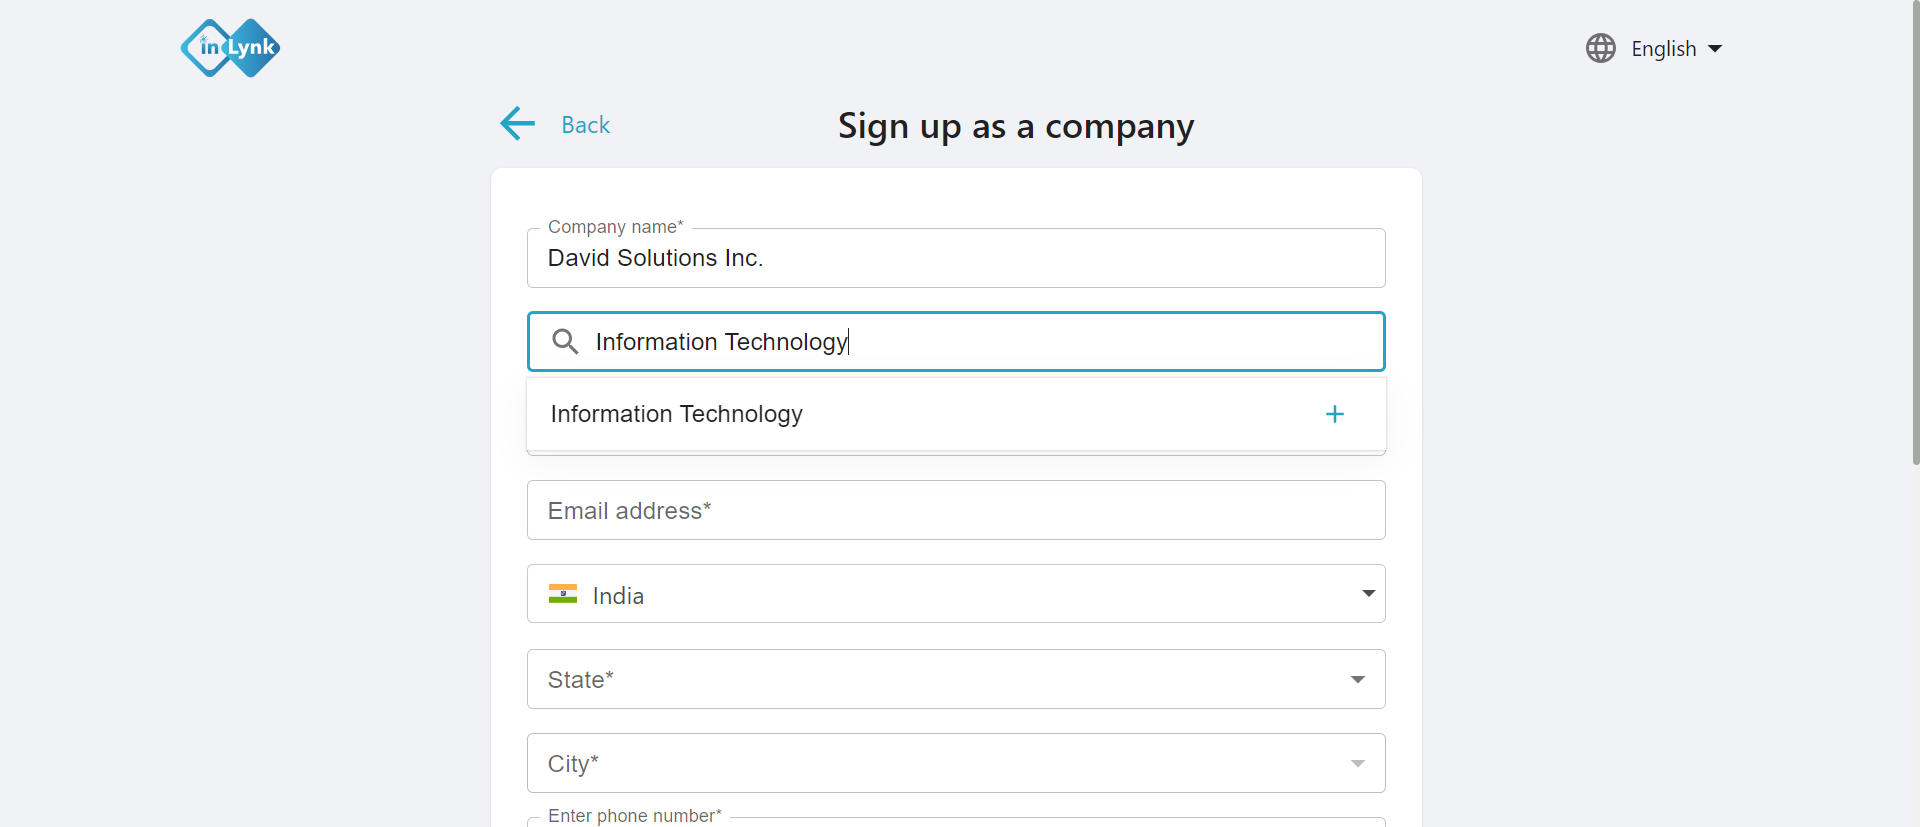 inLynk
English
Back
Sign up as a company
Company name*
David Solutions Inc.
Information Technology
Information Technology
Email address*
India
State*
City*
Enter phone number*